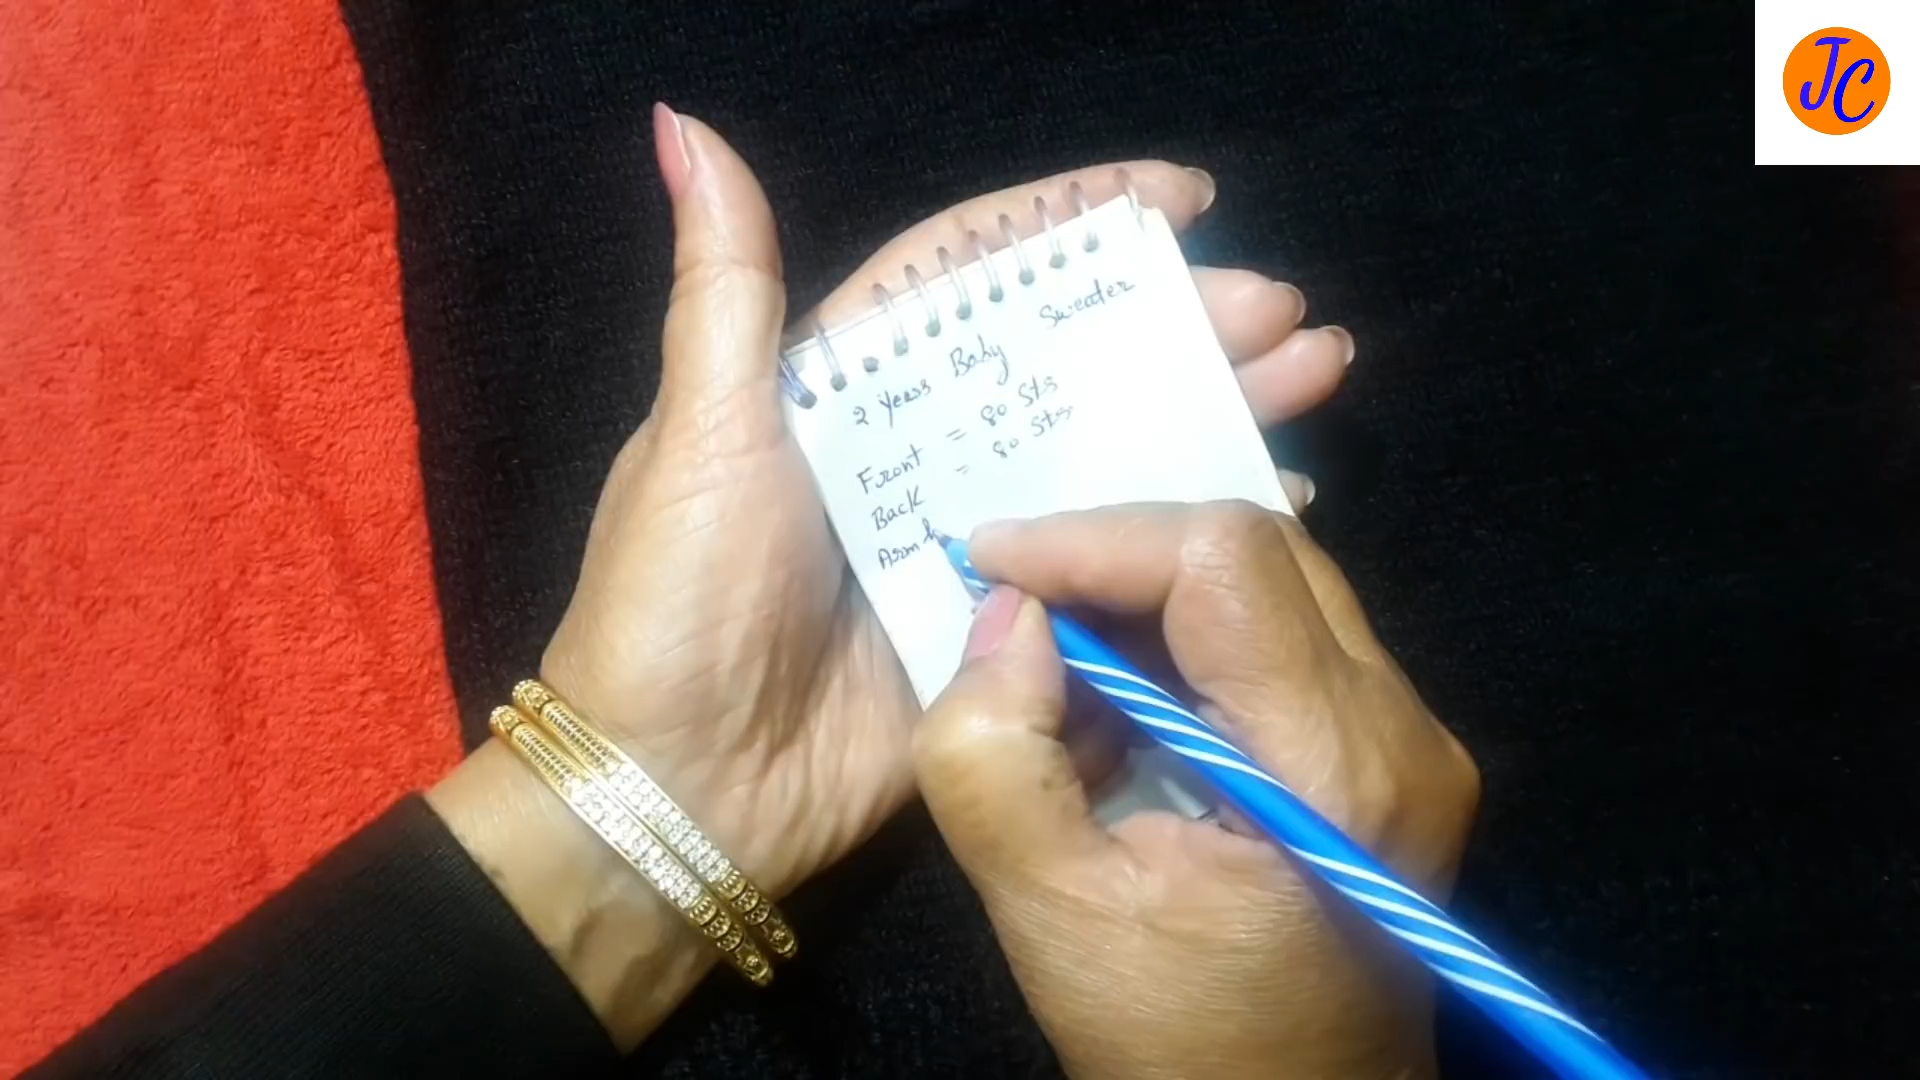 JC
2 Years Baby Sweater
Front = 80 Sts
Back = 80 Sts
Arm h